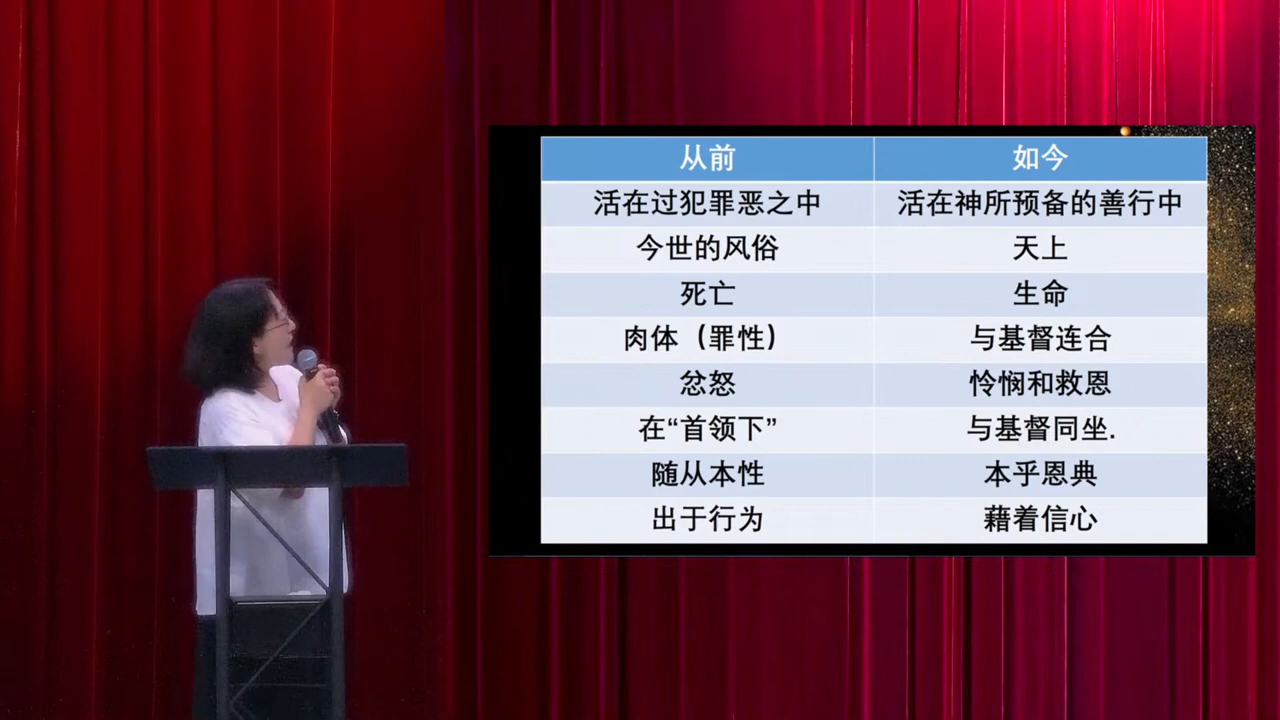 从前 如今
活在过犯罪恶之中 活在神所预备的善行中
今世的风俗 天上
死亡 生命
肉体（罪性） 与基督连合
忿怒 怜悯和救恩
在“首领下” 与基督同坐.
随从本性 本乎恩典
出于行为 藉着信心